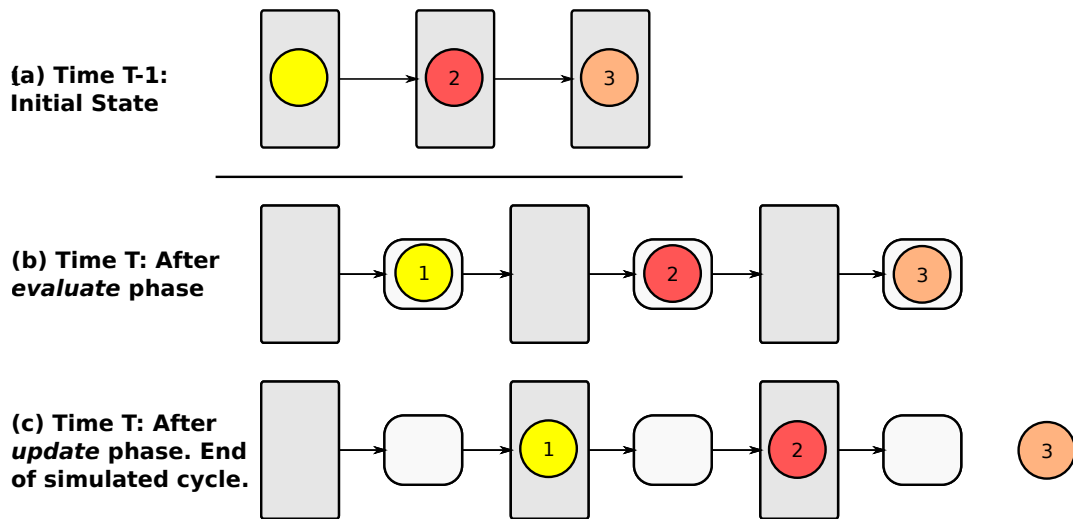 (a) Time T-1:
Initial State
2
3
(b) Time T: After
evaluate phase
1
2
3
(c) Time T: After
update phase. End
of simulated cycle.
1
2
3